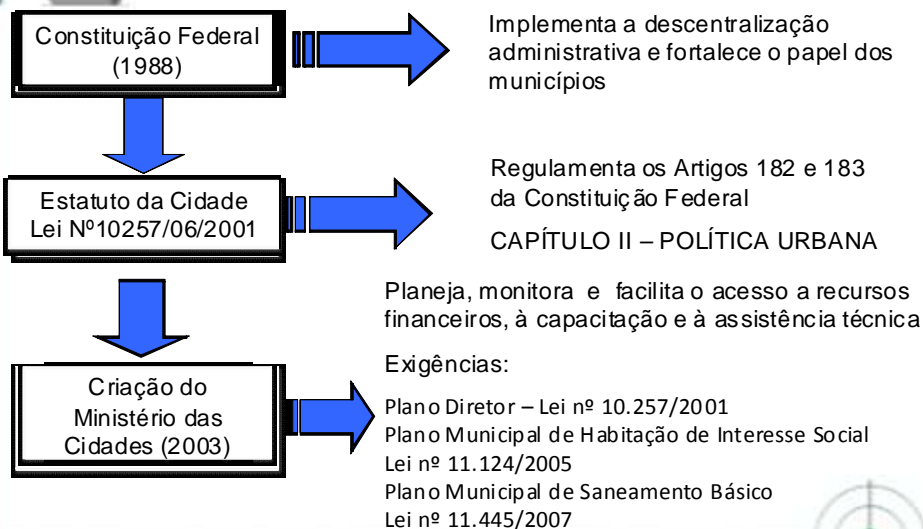 Constituição Federal
(1988)
Implementa a descentralização
administrativa e fortalece o papel dos
municípios
Estatuto da Cidade
Lei Nº10257/06/2001
Regulamenta os Artigos 182 e 183
da Constituição Federal
CAPÍTULO II – POLÍTICA URBANA
Planeja, monitora e facilita o acesso a recursos
financeiros, à capacitação e à assistência técnica
Exigências:
Criação do
Ministério das
Cidades (2003)
Plano Diretor – Lei nº 10.257/2001
Plano Municipal de Habitação de Interesse Social
Lei nº 11.124/2005
Plano Municipal de Saneamento Básico
Lei nº 11.445/2007